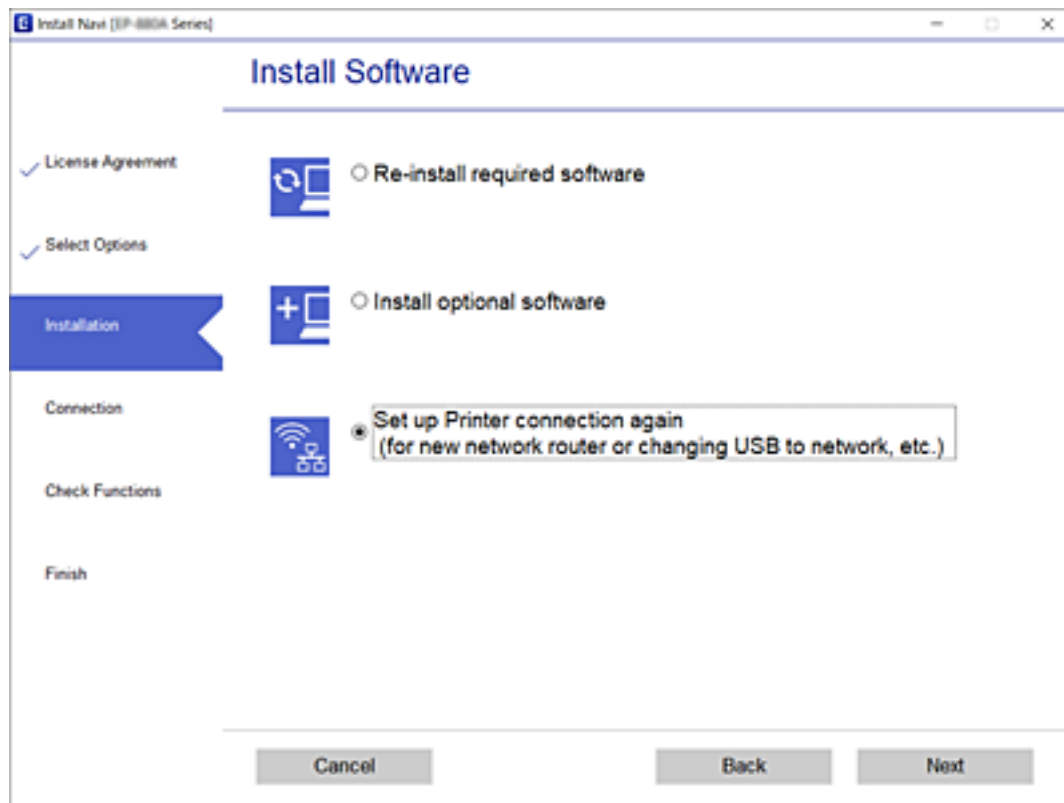 Install Navi [EP-880A Series]
Install Software
License Agreement
Select Options
Installation
Connection
Check Functions
Finish
Re-install required software
Install optional software
Set up Printer connection again
(for new network router or changing USB to network, etc.)
Cancel
Back
Next